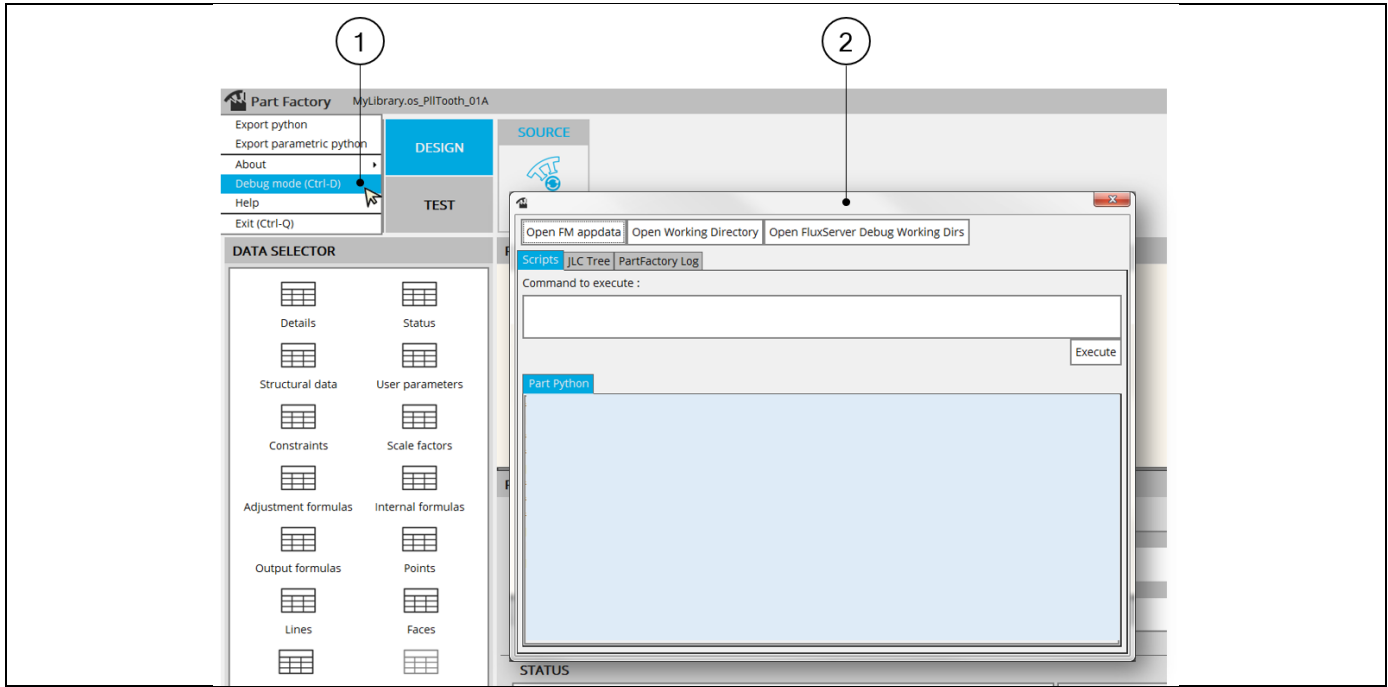 1
2
Part Factory MyLibrary.os_PllTooth_01A
Export python
Export parametric python
About
Debug mode (Ctrl-D)
Help
Exit (Ctrl-Q)
DESIGN
TEST
SOURCE
DATA SELECTOR
Details
Status
Structural data
User parameters
Constraints
Scale factors
Adjustment formulas
Internal formulas
Output formulas
Points
Lines
Faces
x
Open FM appdata
Open Working Directory
Open FluxServer Debug Working Dirs
Scripts
JLC Tree
PartFactory Log
Command to execute :
Execute
Part Python
STATUS